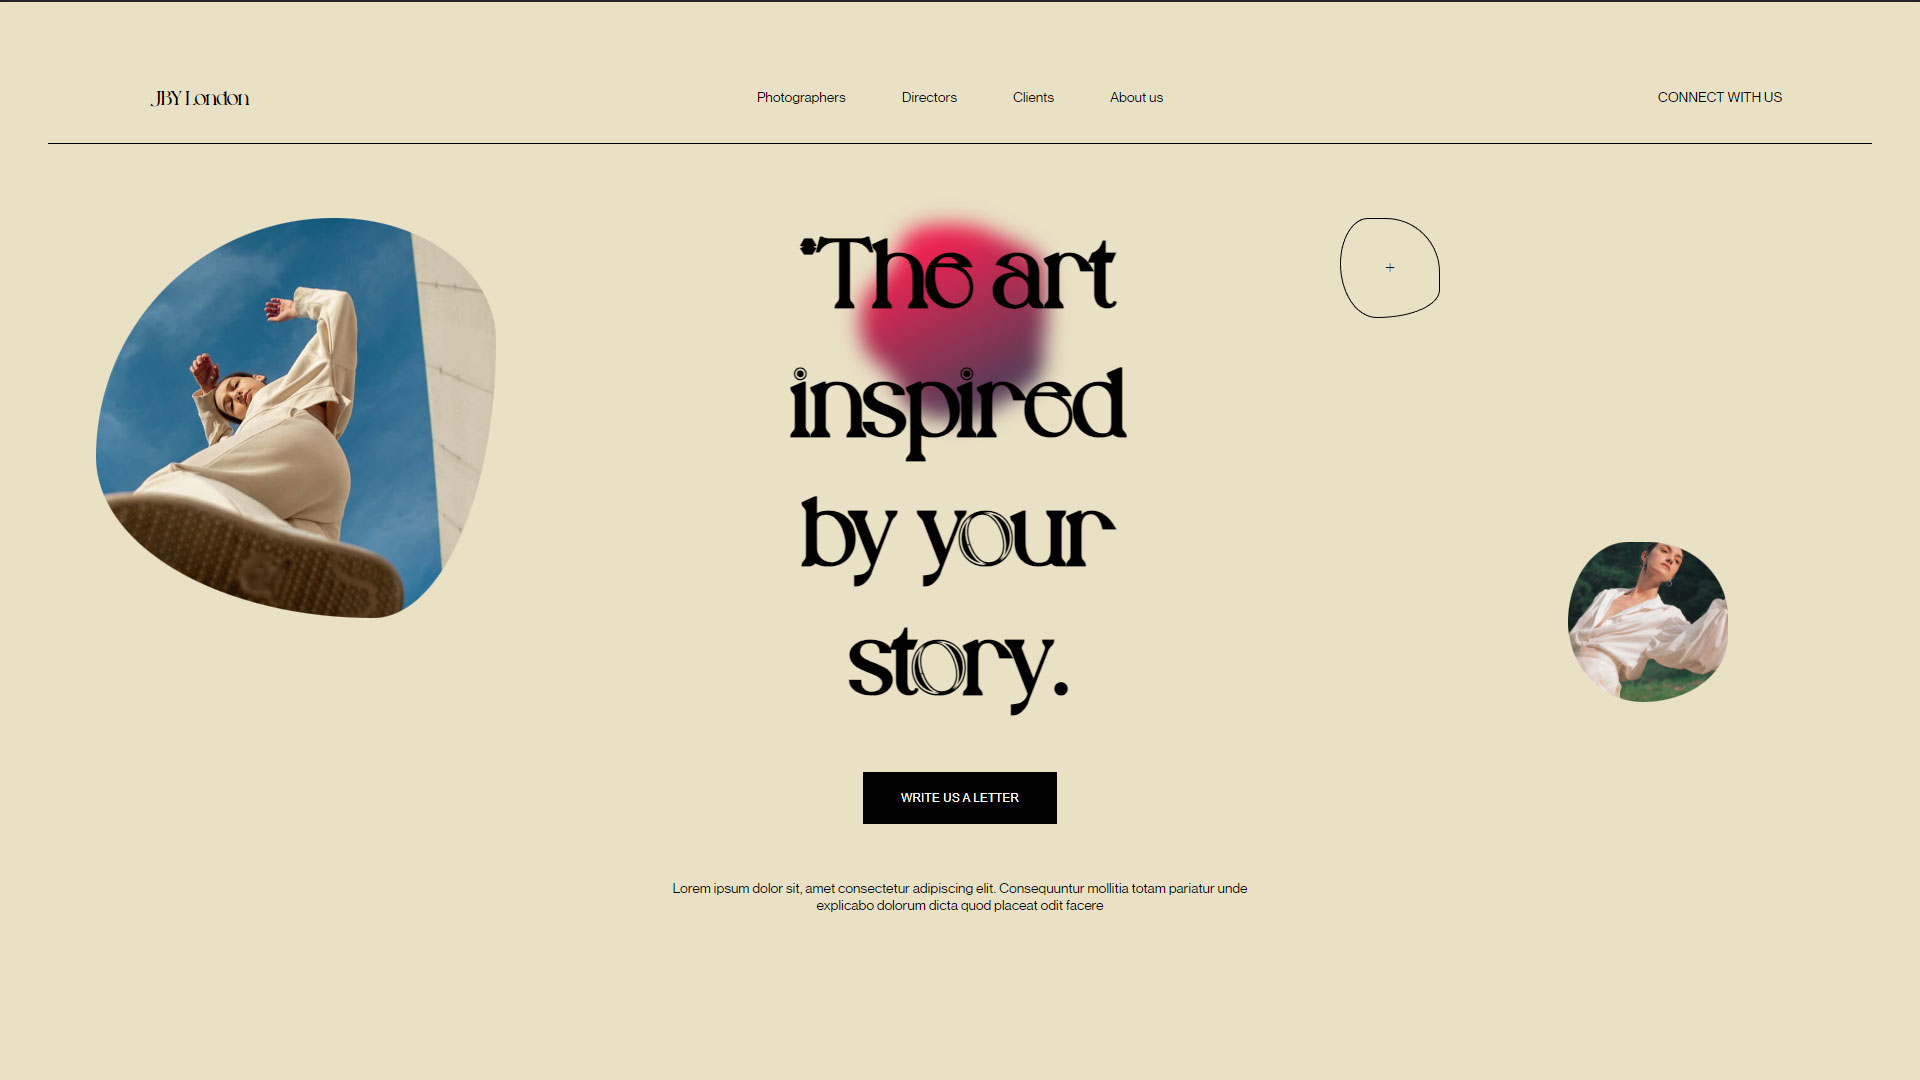 JBY London
Photographers
Directors
Clients
About us
CONNECT WITH US
*The art
inspired
by your
story.
+
WRITE US A LETTER
Lorem ipsum dolor sit, amet consectetur adipiscing elit. Consequuntur mollitia totam pariatur unde
explicabo dolorum dicta quod placeat odit facere